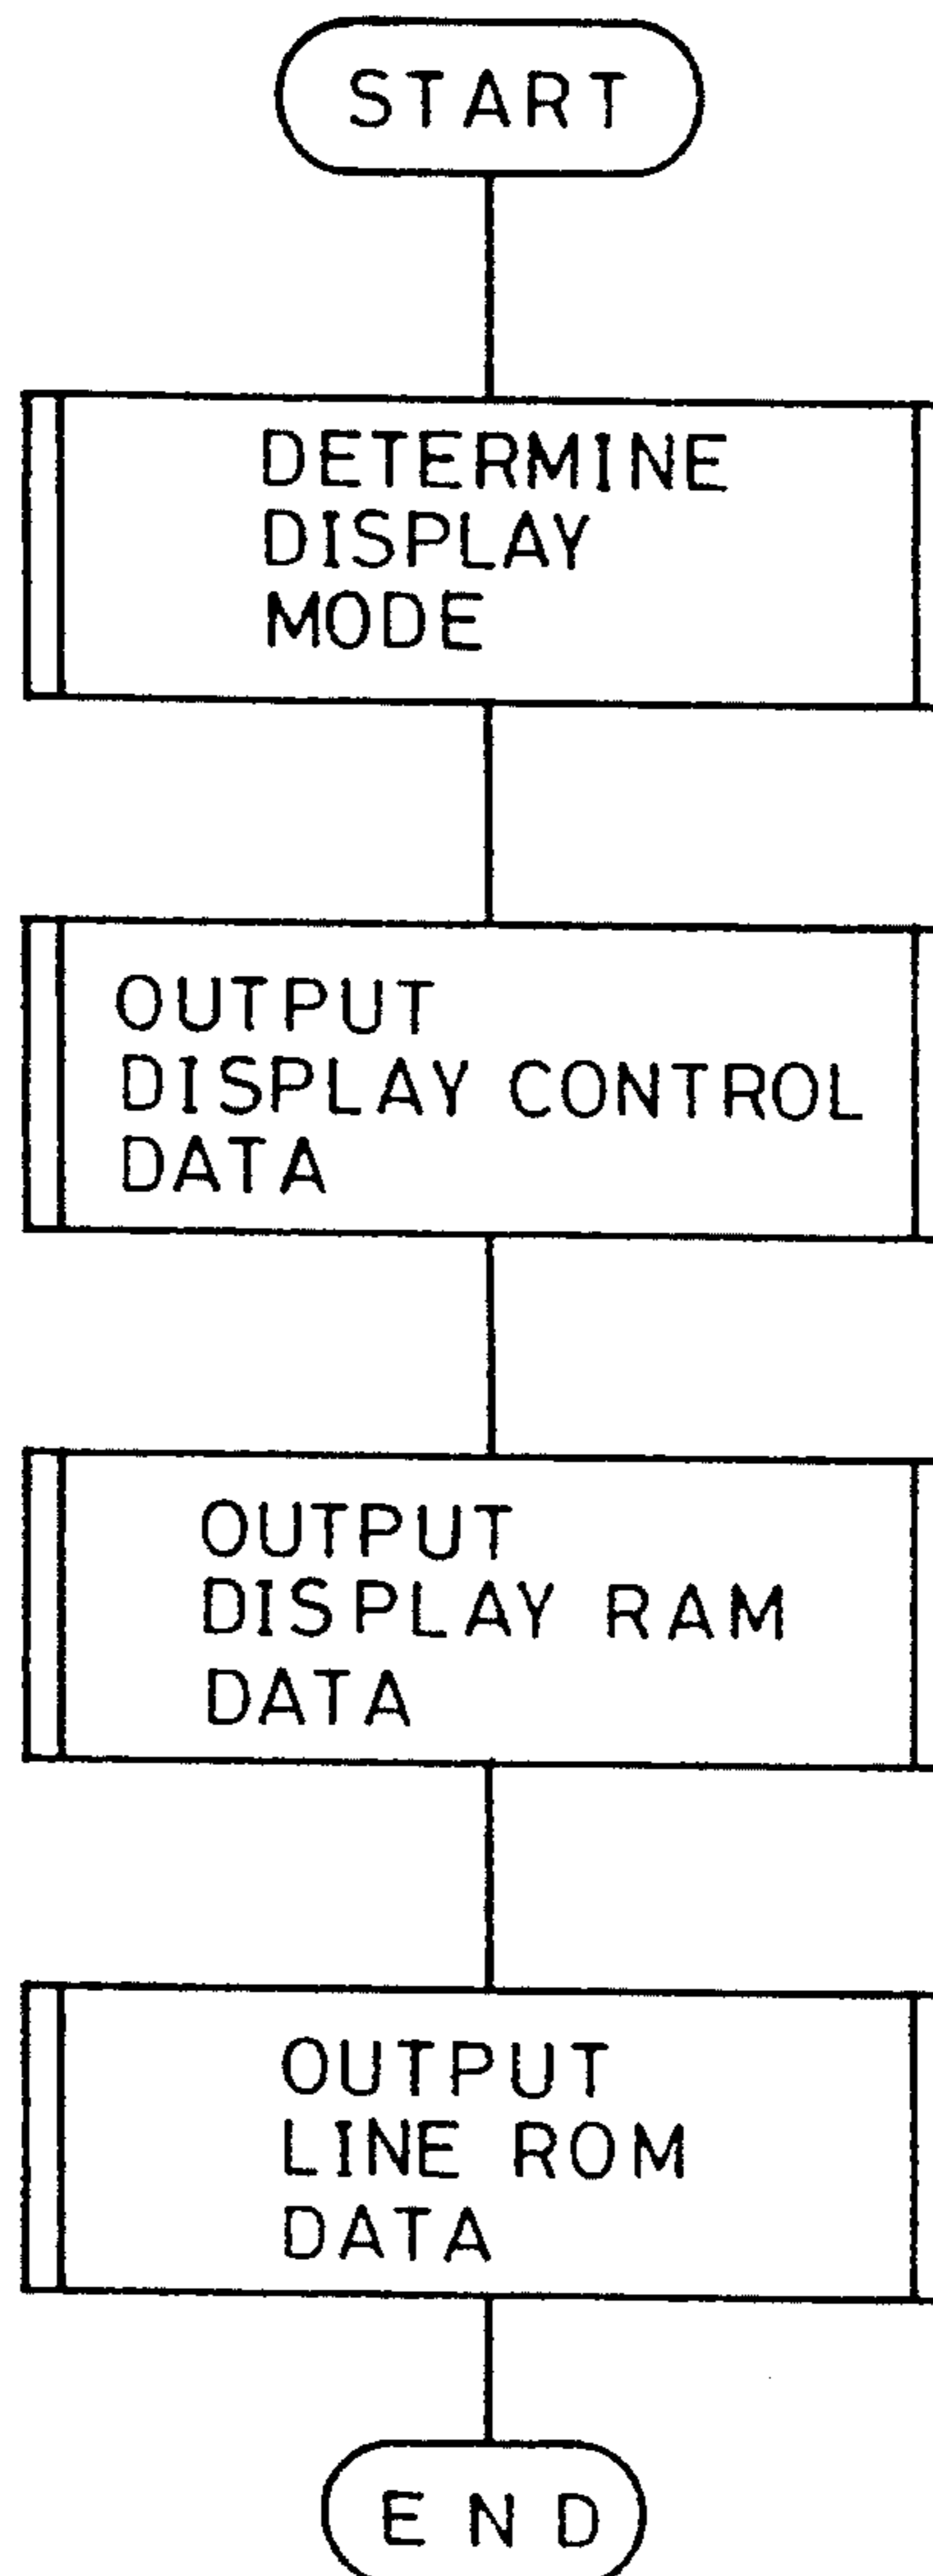 START
DETERMINE
DISPLAY
MODE
OUTPUT
DISPLAY CONTROL
DATA
OUTPUT
DISPLAY RAM
DATA
OUTPUT
LINE ROM
DATA
END